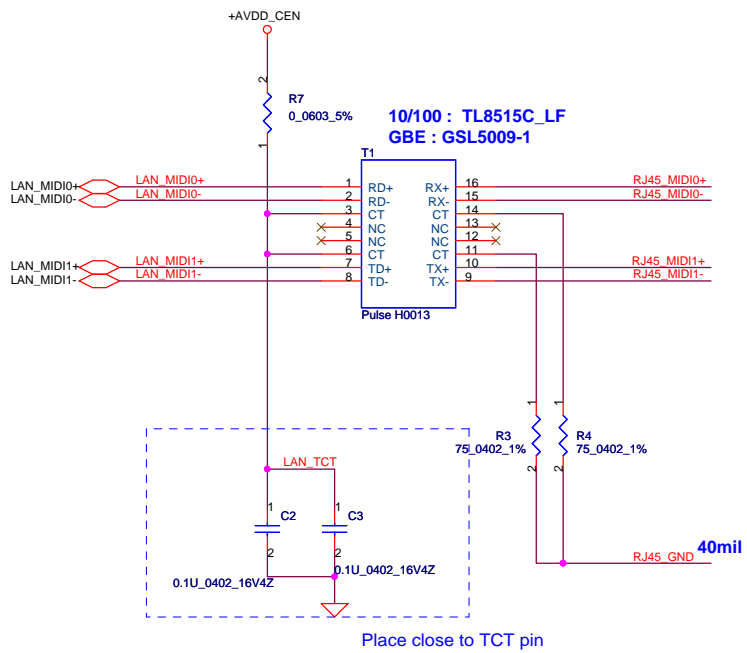 +AVDD_CEN
2
R7
0_0603_5%
1
10/100 : TL8515C_LF
GBE : GSL5009-1
T1
LAN_MIDI0+ LAN_MIDI0+ 1 RD+ RX+ 16 RJ45_MIDI0+
LAN_MIDI0- LAN_MIDI0- 2 RD- RX- 15 RJ45_MIDI0-
3 CT CT 14
4 NC NC 13
5 NC NC 12
6 CT CT 11
LAN_MIDI1+ LAN_MIDI1+ 7 TD+ TX+ 10 RJ45_MIDI1+
LAN_MIDI1- LAN_MIDI1- 8 TD- TX- 9 RJ45_MIDI1-
Pulse H0013
1 1
R3 R4
75_0402_1% 75_0402_1%
2 2
LAN_TCT
1 1
C2 C3
2 2
0.1U_0402_16V4Z 0.1U_0402_16V4Z
RJ45_GND 40mil
Place close to TCT pin